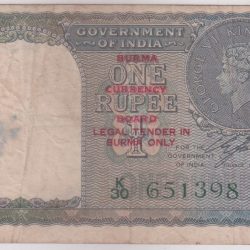 GOVERNMENT
OF INDIA
BURMA
ONE
CURRENCY
RUPEE
BOARD
LEGAL TENDER IN
BURMA ONLY.
1
FOR THE
GOVERNMENT
OF INDIA
K/30 651398